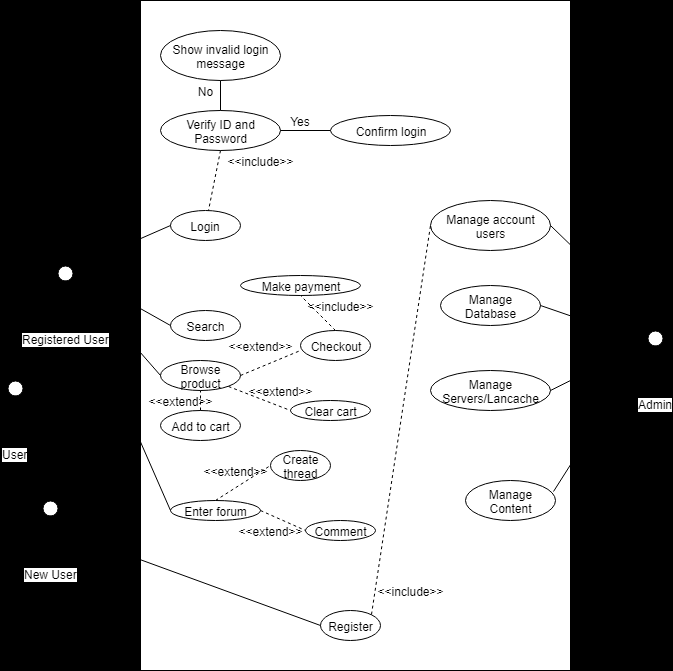 Show invalid login
message
No
Verify ID and
Password
Yes
Confirm login
<<include>>
Login
Manage account
users
Make payment
<<include>>
Manage
Database
Search
Registered User
<<extend>>
Checkout
Browse
product
<<extend>>
Manage
Servers/Lancache
<<extend>>
Clear cart
Admin
Add to cart
User
Create
thread
<<extend>>
Manage
Content
Enter forum
<<extend>>
Comment
New User
<<include>>
Register